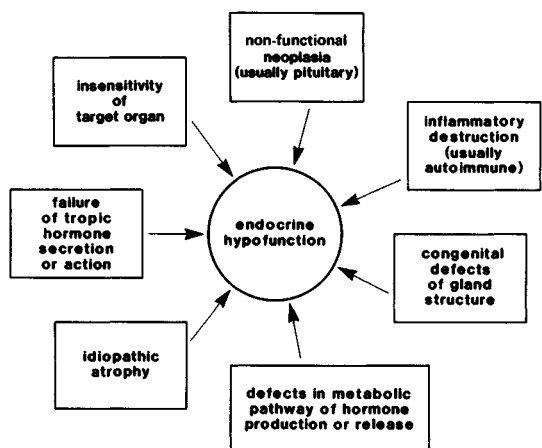 non-functional
neoplasia
(usually pituitary)
insensitivity
of
target organ
inflammatory
destruction
(usually
autoimmune)
failure
of tropic
hormone
secretion
or action
endocrine
hypofunction
congenital
defects
of gland
structure
idiopathic
atrophy
defects in metabolic
pathway of hormone
production or release